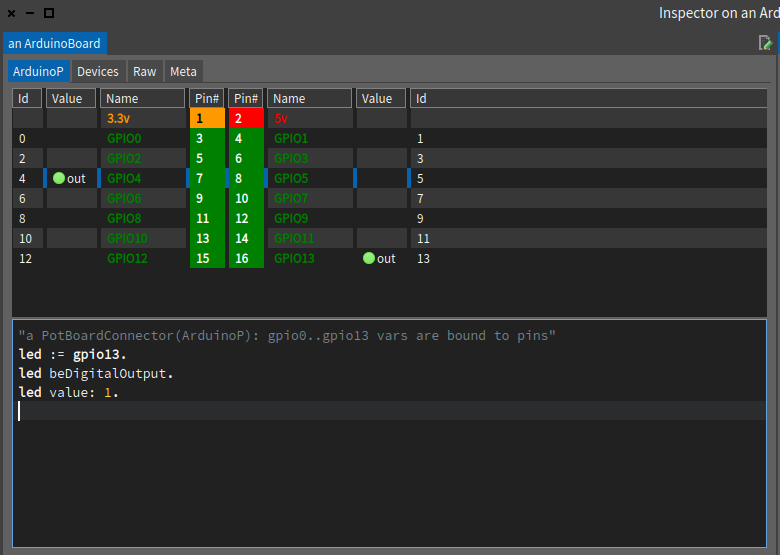 Inspector on an Ard
an ArduinoBoard
ArduinoP Devices Raw Meta
Id Value Name Pin# Pin# Name Value Id
3.3v 1 2 5v
0 GPIO0 3 4 GPIO1 1
2 GPIO2 5 6 GPIO3 3
4 out GPIO4 7 8 GPIO5 5
6 GPIO6 9 10 GPIO7 7
8 GPIO8 11 12 GPIO9 9
10 GPIO10 13 14 GPIO11 11
12 GPIO12 15 16 GPIO13 out 13
"a PotBoardConnector(ArduinoP): gpio0..gpio13 vars are bound to pins"
led := gpio13.
led beDigitalOutput.
led value: 1.